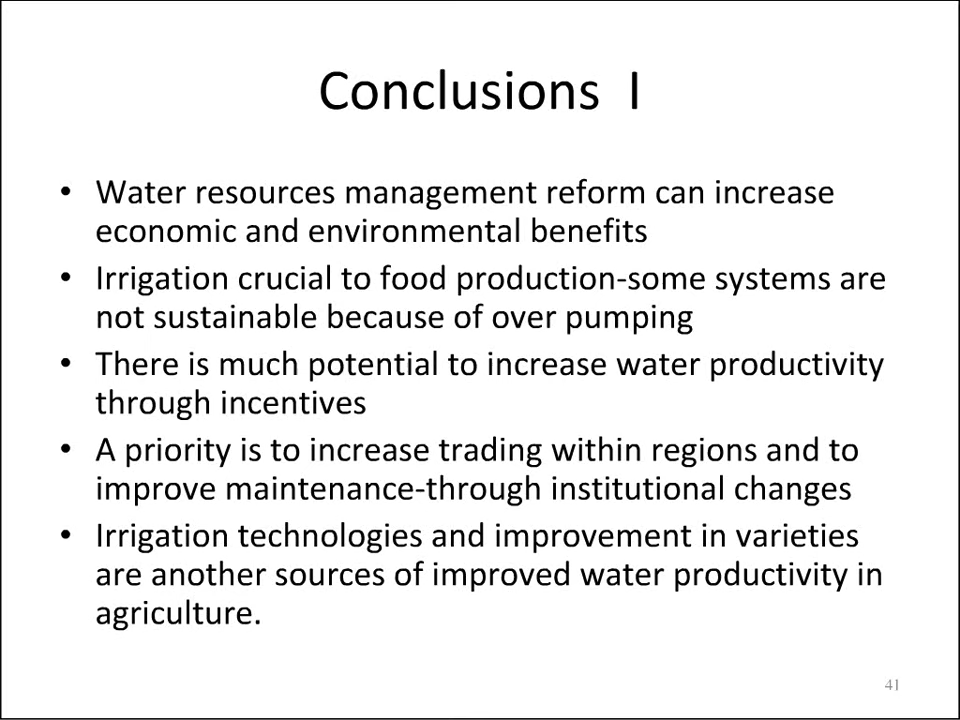 Conclusions I
• Water resources management reform can increase
economic and environmental benefits
• Irrigation crucial to food production-some systems are
not sustainable because of over pumping
• There is much potential to increase water productivity
through incentives
• A priority is to increase trading within regions and to
improve maintenance-through institutional changes
• Irrigation technologies and improvement in varieties
are another sources of improved water productivity in
agriculture.
41